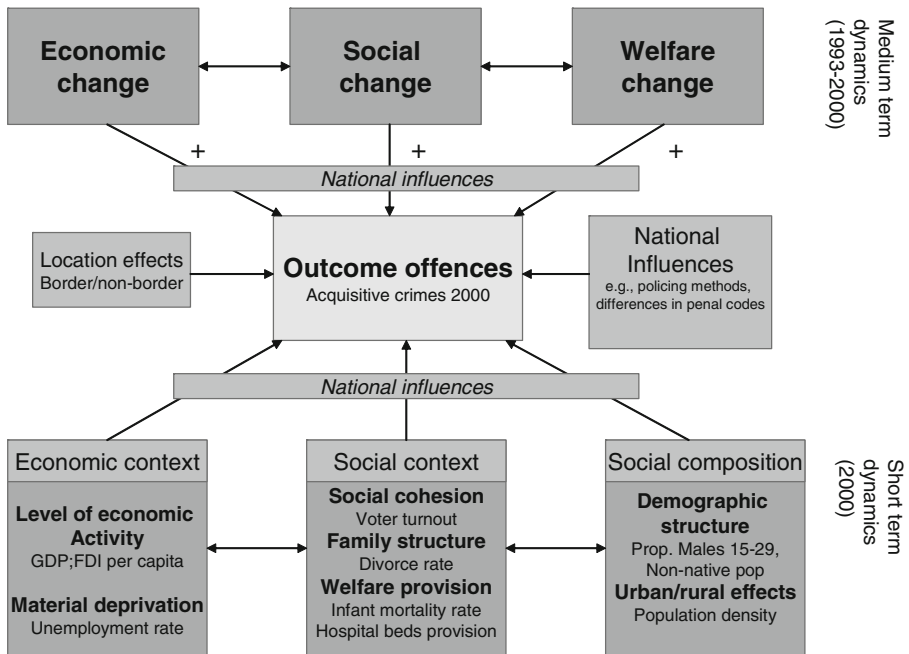 Economic
change
Social
change
Welfare
change
Medium term
dynamics
(1993-2000)
+
+
+
National influences
Location effects
Border/non-border
Outcome offences
Acquisitive crimes 2000
National
Influences
e.g., policing methods,
differences in penal codes
National influences
Economic context
Level of economic
Activity
GDP;FDI per capita
Material deprivation
Unemployment rate
Social context
Social cohesion
Voter turnout
Family structure
Divorce rate
Welfare provision
Infant mortality rate
Hospital beds provision
Social composition
Demographic
structure
Prop. Males 15-29,
Non-native pop
Urban/rural effects
Population density
Short term
dynamics
(2000)